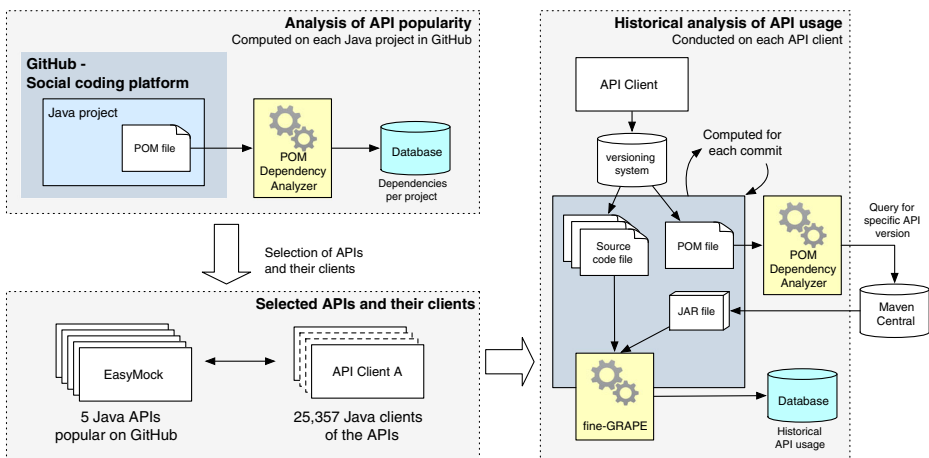 Analysis of API popularity
Computed on each Java project in GitHub
GitHub -
Social coding platform
Java project
POM file
POM
Dependency
Analyzer
Database
Dependencies
per project
Selection of APIs
and their clients
Selected APIs and their clients
EasyMock
5 Java APIs
popular on GitHub
API Client A
25,357 Java clients
of the APIs
Historical analysis of API usage
Conducted on each API client
API Client
versioning
system
Computed for
each commit
Source
code file
POM file
POM
Dependency
Analyzer
Query for
specific API
version
Maven
Central
JAR file
fine-GRAPE
Database
Historical
API usage